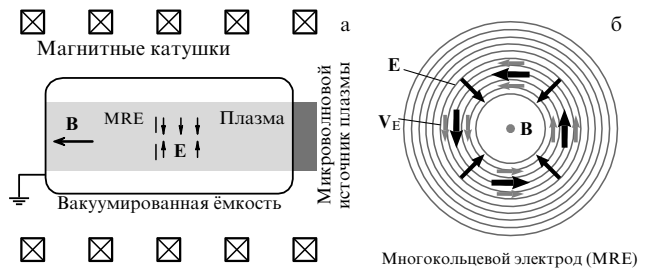 а
Магнитные катушки
B
MRE
Плазма
E
Микроволновой
источник плазмы
Вакуумированная ёмкость
б
E
V_E
B
Многокольцевой электрод (MRE)